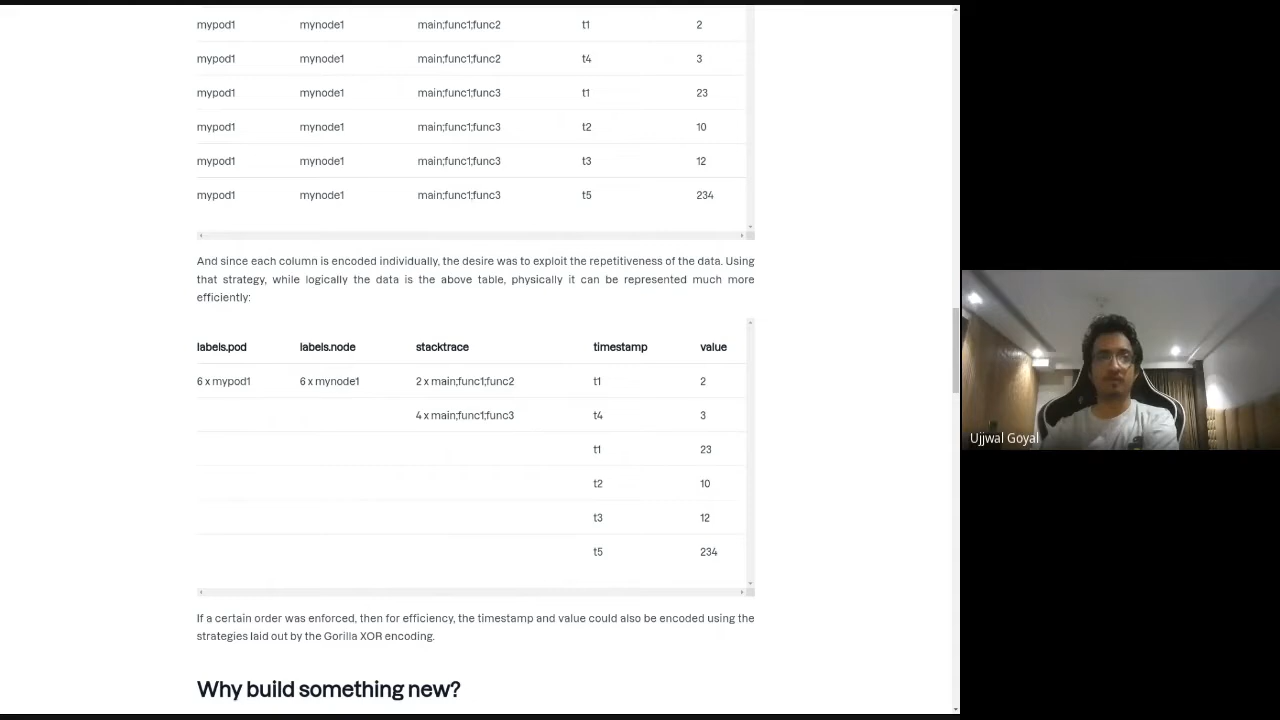 mypod1 mynode1 main;func1;func2 t1 2
mypod1 mynode1 main;func1;func2 t4 3
mypod1 mynode1 main;func1;func3 t1 23
mypod1 mynode1 main;func1;func3 t2 10
mypod1 mynode1 main;func1;func3 t3 12
mypod1 mynode1 main;func1;func3 t5 234
And since each column is encoded individually, the desire was to exploit the repetitiveness of the data. Using
that strategy, while logically the data is the above table, physically it can be represented much more
efficiently:
labels.pod labels.node stacktrace timestamp value
6 x mypod1 6 x mynode1 2 x main;func1;func2 t1 2
4 x main;func1;func3 t4 3
t1 23
t2 10
t3 12
t5 234
If a certain order was enforced, then for efficiency, the timestamp and value could also be encoded using the
strategies laid out by the Gorilla XOR encoding.
Why build something new?
Ujjwal Goyal